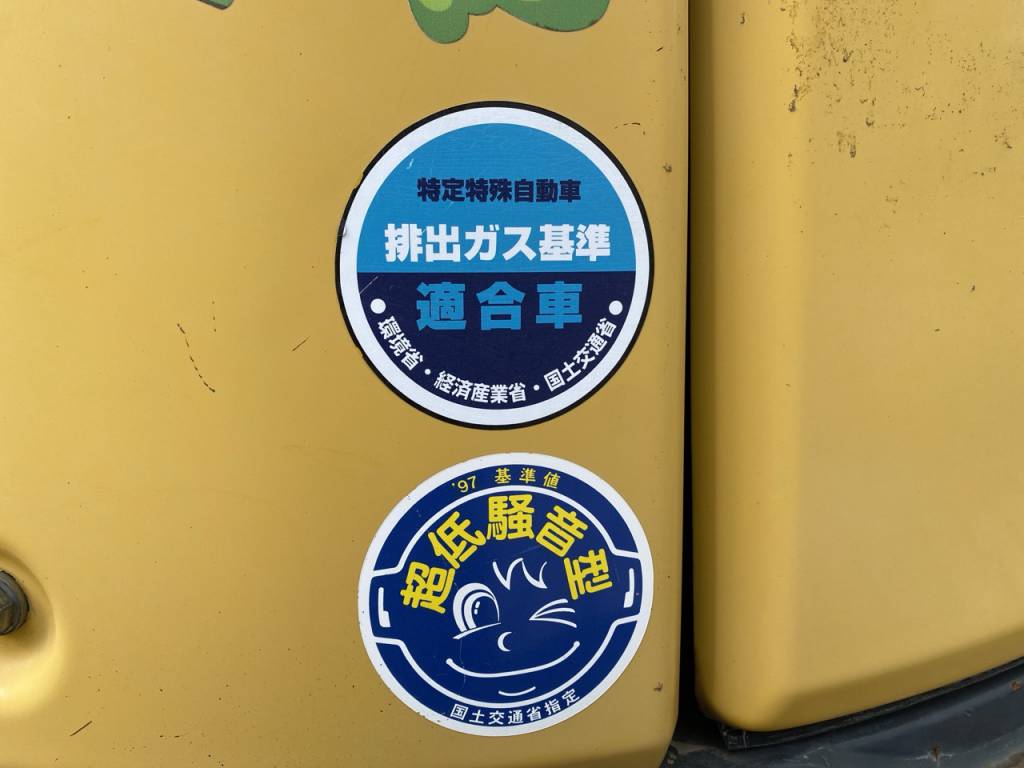 特定特殊自動車
排出ガス基準
適合車
・環境省・経済産業省・国土交通省・
'97 基準値
超低騒音型
国土交通省指定